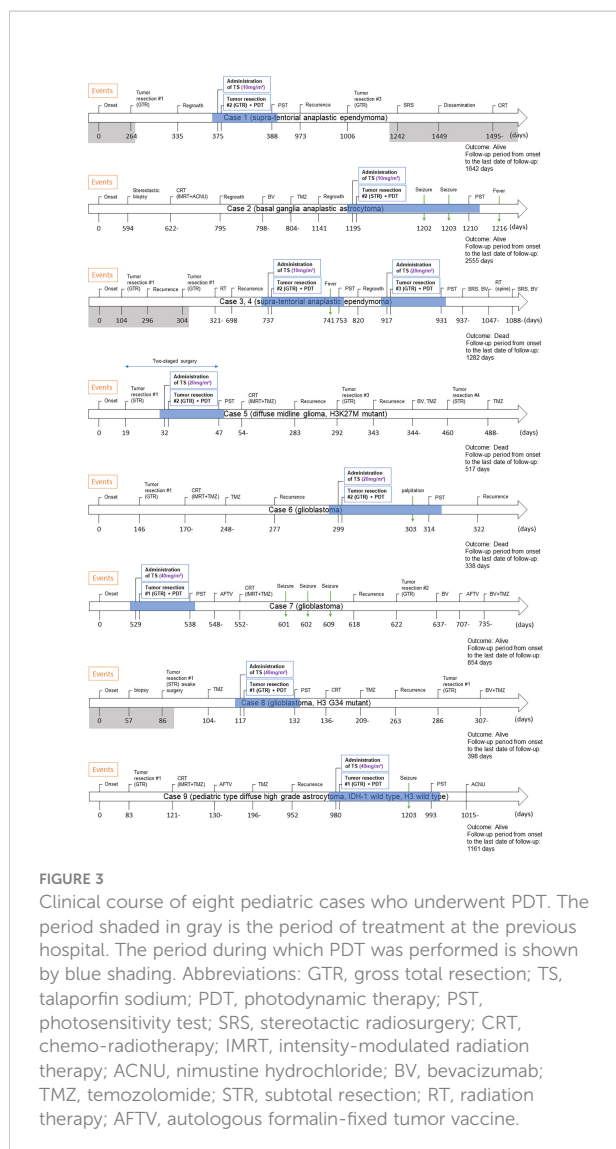 Administration
of TS (10mg/m²)
Tumor resection
#2 (GTR) + PDT
Events
Onset
Tumor
resection #1
(GTR)
Regrowth
PST
Recurrence
Tumor
resection #3
(GTR)
SRS
Dissemination
CRT
Case 1 (supra-tentorial anaplastic ependymoma)
0 264 335 375 388 973 1006 1242 1449 1495- (days)
Outcome: Alive
Follow-up period from onset
to the last date of follow-up:
1642 days
Administration
of TS (10mg/m²)
Tumor resection
#2 (STR) + PDT
Events
Onset
Stereotactic
biopsy
CRT
(IMRT+ACNU)
Regrowth
BV
TMZ
Regrowth
Seizure
Seizure
PST
Fever
Case 2 (basal ganglia anaplastic astrocytoma)
0 594 622- 795 798- 804- 1141 1195 1202 1203 1210 1216 (days)
Outcome: Alive
Follow-up period from onset
to the last date of follow-up:
2555 days
Administration
of TS (10mg/m²)
Tumor resection
#2 (GTR) + PDT
Administration
of TS (20mg/m²)
Tumor resection
#3 (GTR) + PDT
Events
Onset
Tumor
resection #1
(GTR)
Recurrence
Tumor
resection #1
(GTR)
RT
Recurrence
Fever
PST
Regrowth
PST
SRS, BV
RT
(spine)
SRS, BV
Case 3, 4 (supra-tentorial anaplastic ependymoma)
0 104 296 304 321- 698 737 741 753 820 917 931 937- 1047- 1088- (days)
Outcome: Dead
Follow-up period from onset
to the last date of follow-up:
1282 days
Two-staged surgery
Administration
of TS (20mg/m²)
Tumor resection
#2 (GTR) + PDT
Events
Onset
Tumor
resection #1
(STR)
PST
CRT
(IMRT+TMZ)
Recurrence
Tumor
resection #3
(GTR)
Recurrence
BV, TMZ
Tumor
resection #4
(STR)
TMZ
Case 5 (diffuse midline glioma, H3K27M mutant)
0 19 32 47 54- 283 292 343 344- 460 488- (days)
Outcome: Dead
Follow-up period from onset
to the last date of follow-up:
517 days
Administration
of TS (20mg/m²)
Tumor resection
#2 (GTR) + PDT
Events
Onset
Tumor
resection #1
(GTR)
CRT
(IMRT+TMZ)
TMZ
Recurrence
palpitation
PST
Recurrence
Case 6 (glioblastoma)
0 146 170- 248- 277 299 303 314 322 (days)
Outcome: Dead
Follow-up period from onset
to the last date of follow-up:
338 days
Administration
of TS (40mg/m²)
Tumor resection
#1 (GTR) + PDT
Events
Onset
PST
AFTV
CRT
(IMRT+TMZ)
Seizure
Seizure
Seizure
Recurrence
Tumor
resection #2
(GTR)
BV
AFTV
BV+TMZ
Case 7 (glioblastoma)
0 529 538 548- 552- 601 602 609 618 622 637- 707- 735- (days)
Outcome: Alive
Follow-up period from onset
to the last date of follow-up:
854 days
Administration
of TS (40mg/m²)
Tumor resection
#1 (GTR) + PDT
Events
Onset
biopsy
Tumor
resection #1
(STR) awake
surgery
TMZ
PST
CRT
TMZ
Recurrence
Tumor
resection #1
(GTR)
BV+TMZ
Case 8 (glioblastoma, H3 G34 mutant)
0 57 86 104- 117 132 136- 209- 263 286 307- (days)
Outcome: Alive
Follow-up period from onset
to the last date of follow-up:
398 days
Administration
of TS (40mg/m²)
Tumor resection
#1 (GTR) + PDT
Events
Onset
Tumor
resection #1
(GTR)
CRT
(IMRT+TMZ)
AFTV
TMZ
Recurrence
Seizure
PST
ACNU
Case 9 (pediatric type diffuse high grade astrocytoma, IDH-1 wild type, H3 wild type)
0 83 121- 130- 196- 952 980 1203 993 1015- (days)
Outcome: Alive
Follow-up period from onset
to the last date of follow-up:
1161 days
FIGURE 3
Clinical course of eight pediatric cases who underwent PDT. The
period shaded in gray is the period of treatment at the previous
hospital. The period during which PDT was performed is shown
by blue shading. Abbreviations: GTR, gross total resection; TS,
talaporfin sodium; PDT, photodynamic therapy; PST,
photosensitivity test; SRS, stereotactic radiosurgery; CRT,
chemo-radiotherapy; IMRT, intensity-modulated radiation
therapy; ACNU, nimustine hydrochloride; BV, bevacizumab;
TMZ, temozolomide; STR, subtotal resection; RT, radiation
therapy; AFTV, autologous formalin-fixed tumor vaccine.